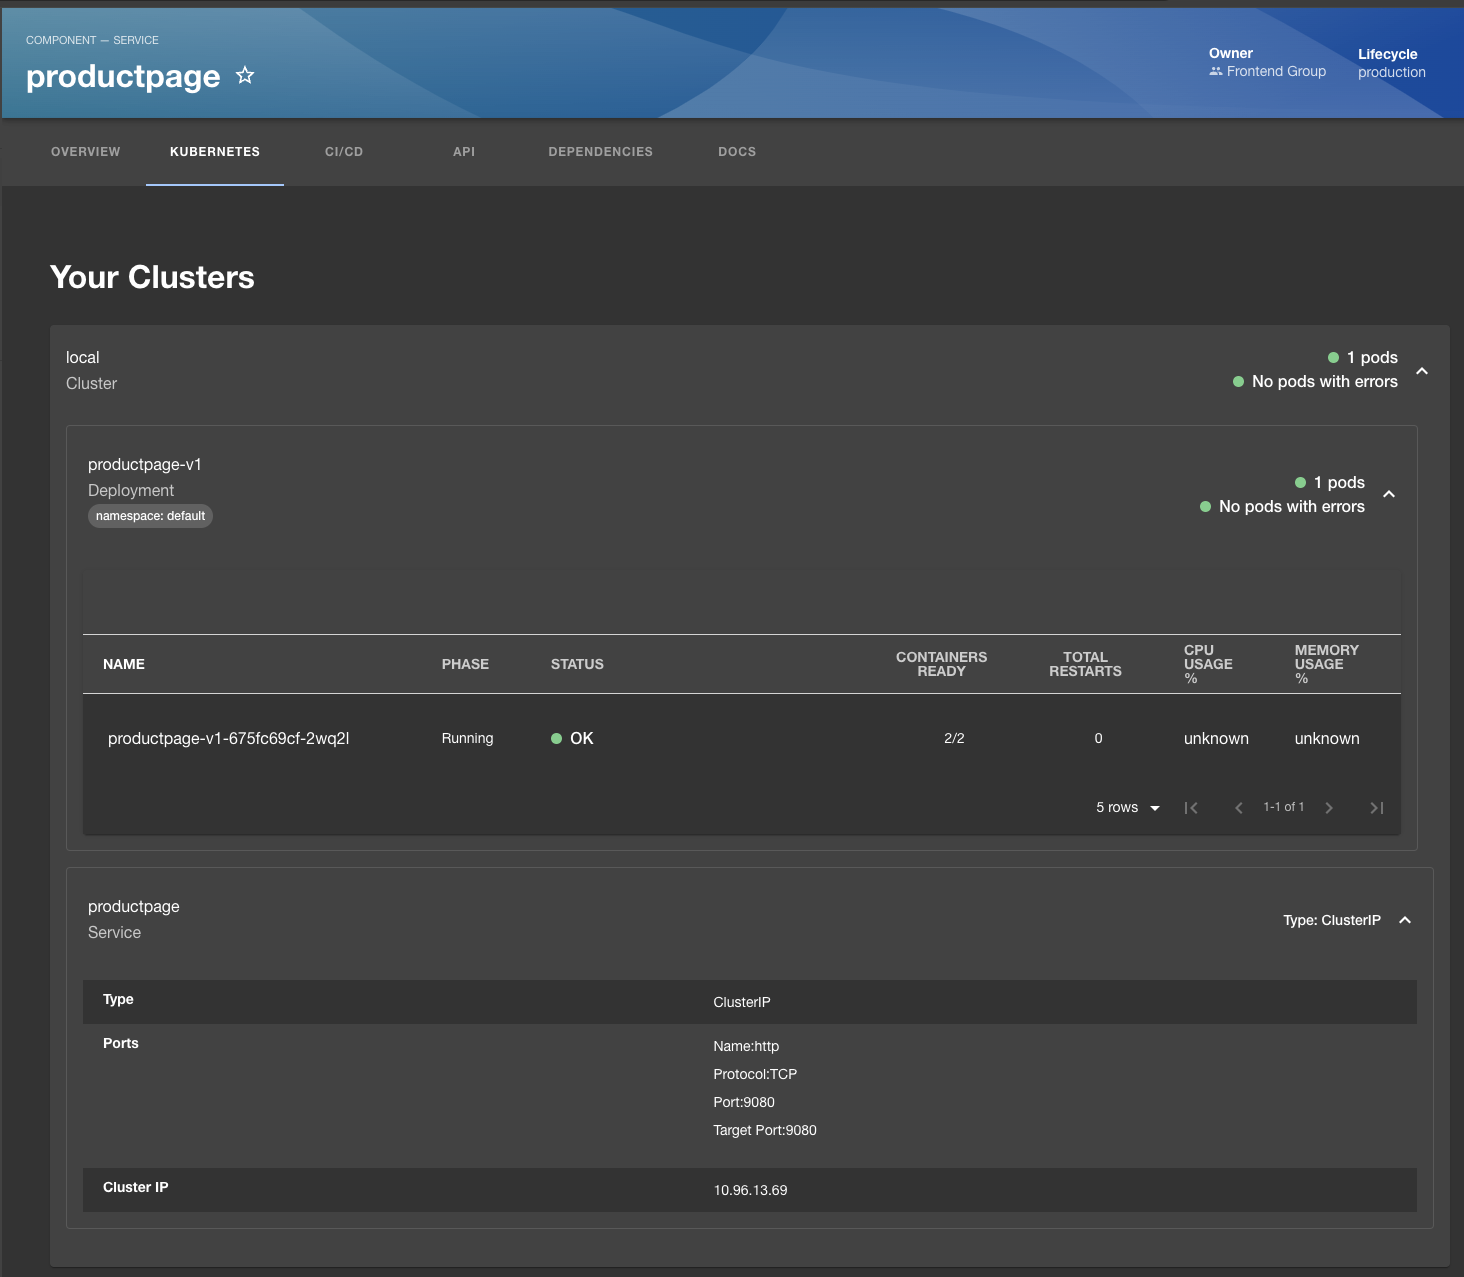 COMPONENT — SERVICE
productpage
Owner
Frontend Group
Lifecycle
production
OVERVIEW
KUBERNETES
CI/CD
API
DEPENDENCIES
DOCS
Your Clusters
local
Cluster
1 pods
No pods with errors
productpage-v1
Deployment
namespace: default
1 pods
No pods with errors
NAME
PHASE
STATUS
CONTAINERS
READY
TOTAL
RESTARTS
CPU
USAGE
%
MEMORY
USAGE
%
productpage-v1-675fc69cf-2wq2l
Running
OK
2/2
0
unknown
unknown
5 rows
1-1 of 1
productpage
Service
Type: ClusterIP
Type
ClusterIP
Ports
Name:http
Protocol:TCP
Port:9080
Target Port:9080
Cluster IP
10.96.13.69